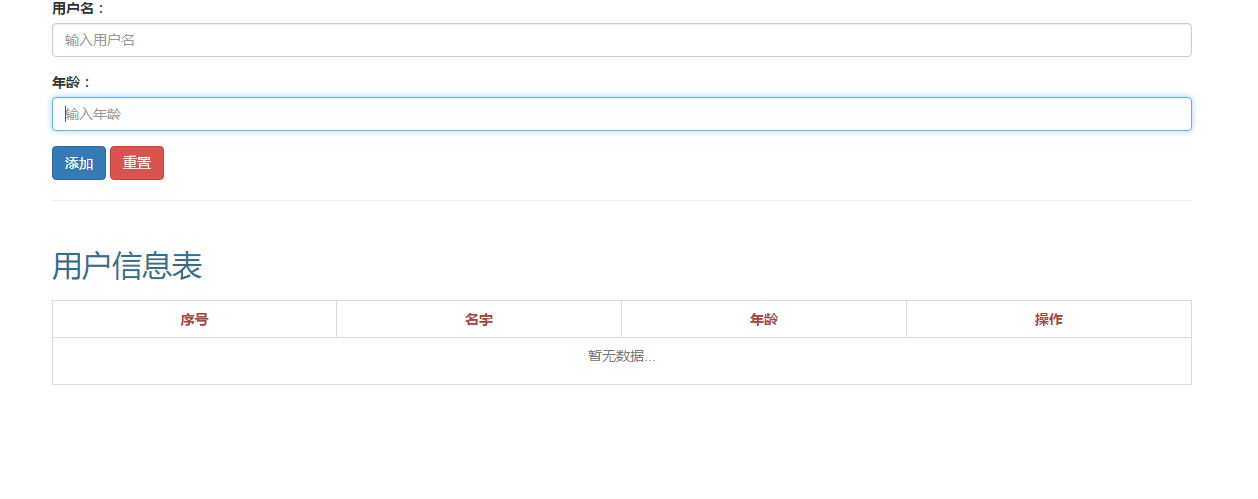 用户名：
输入用户名
年龄：
输入年龄
添加 重置
用户信息表
序号 名字 年龄 操作
暂无数据...